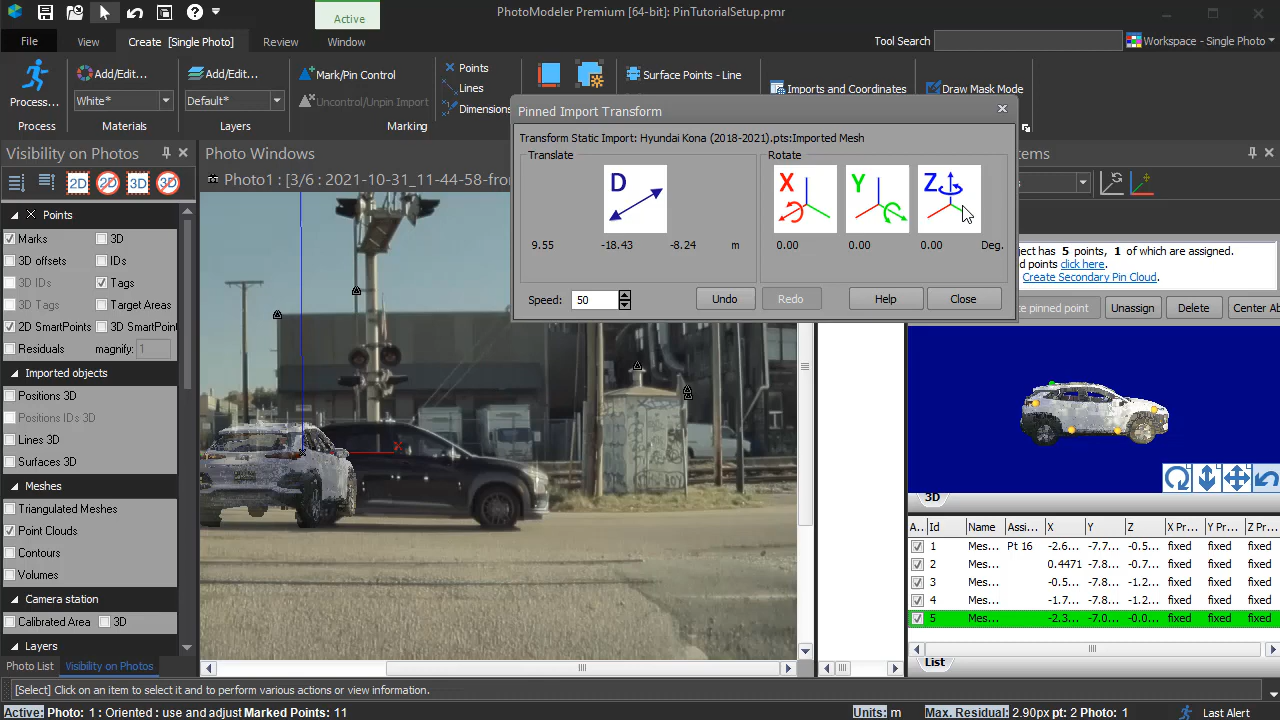 PhotoModeler Premium [64-bit]: PinTutorialSetup.pmr
Active
File
View
Create [Single Photo]
Review
Window
Tool Search
Workspace - Single Photo
Process...
Process
Add/Edit...
White*
Materials
Add/Edit...
Default*
Layers
Mark/Pin Control
Uncontrol/Unpin Import
Marking
Points
Lines
Dimensions
Surface Points - Line
Imports and Coordinates
Draw Mask Mode
Visibility on Photos
Points
Marks
3D
3D offsets
IDs
3D IDs
Tags
3D Tags
Target Areas
2D SmartPoints
3D SmartPoint
Residuals
magnify:
1
Imported objects
Positions 3D
Positions IDs 3D
Lines 3D
Surfaces 3D
Meshes
Triangulated Meshes
Point Clouds
Contours
Volumes
Camera station
Calibrated Area
3D
Layers
Photo List
Visibility on Photos
Photo Windows
Photo1 : [3/6 : 2021-10-31_11-44-58-fron
Pinned Import Transform
Transform Static Import: Hyundai Kona (2018-2021).pts:Imported Mesh
Translate
D
9.55
-18.43
-8.24
m
Rotate
X
Y
Z
0.00
0.00
0.00
Deg.
Speed:
50
Undo
Redo
Help
Close
tems
ject has 5 points, 1 of which are assigned.
d points click here.
Create Secondary Pin Cloud.
e pinned point
Unassign
Delete
Center Ab
3D
A.. Id Name Assi... X Y Z X Pr... Y Pr... Z Pr...
1 Mes... Pt 16 -2.6... -7.7... -0.5... fixed fixed fixed
2 Mes... 0.4471 -7.8... -1.2... fixed fixed fixed
3 Mes... -0.5... -7.8... -1.2... fixed fixed fixed
4 Mes... -1.7... -7.8... -1.2... fixed fixed fixed
5 Mes... -2.3... -7.0... -0.0... fixed fixed fixed
List
[Select] Click on an item to select it and to perform various actions or view information.
Active: Photo: 1 : Oriented : use and adjust Marked Points: 11
Units: m
Max. Residual: 2.90px pt: 2 Photo: 1
Last Alert